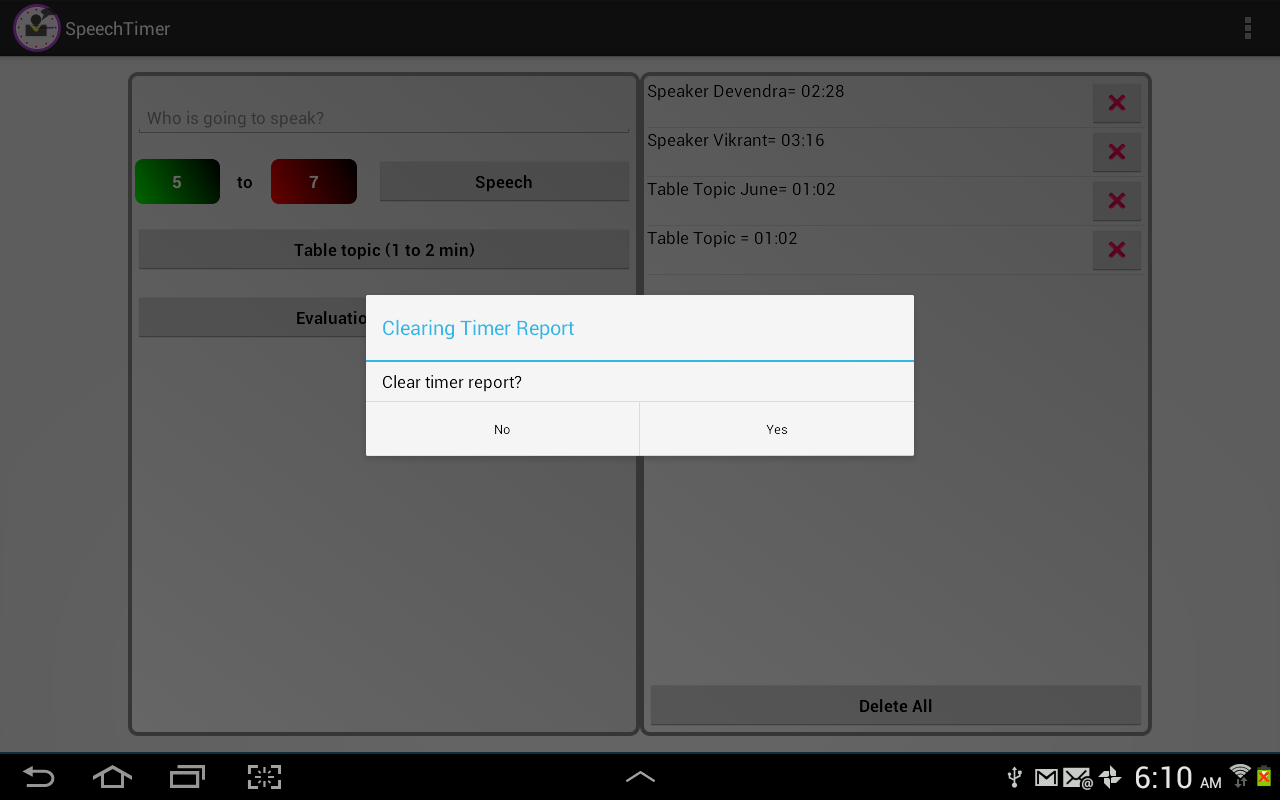 SpeechTimer
Who is going to speak?
5 to 7 Speech
Table topic (1 to 2 min)
Evaluatio
Speaker Devendra= 02:28
Speaker Vikrant= 03:16
Table Topic June= 01:02
Table Topic = 01:02
Clearing Timer Report
Clear timer report?
No Yes
Delete All
6:10 AM